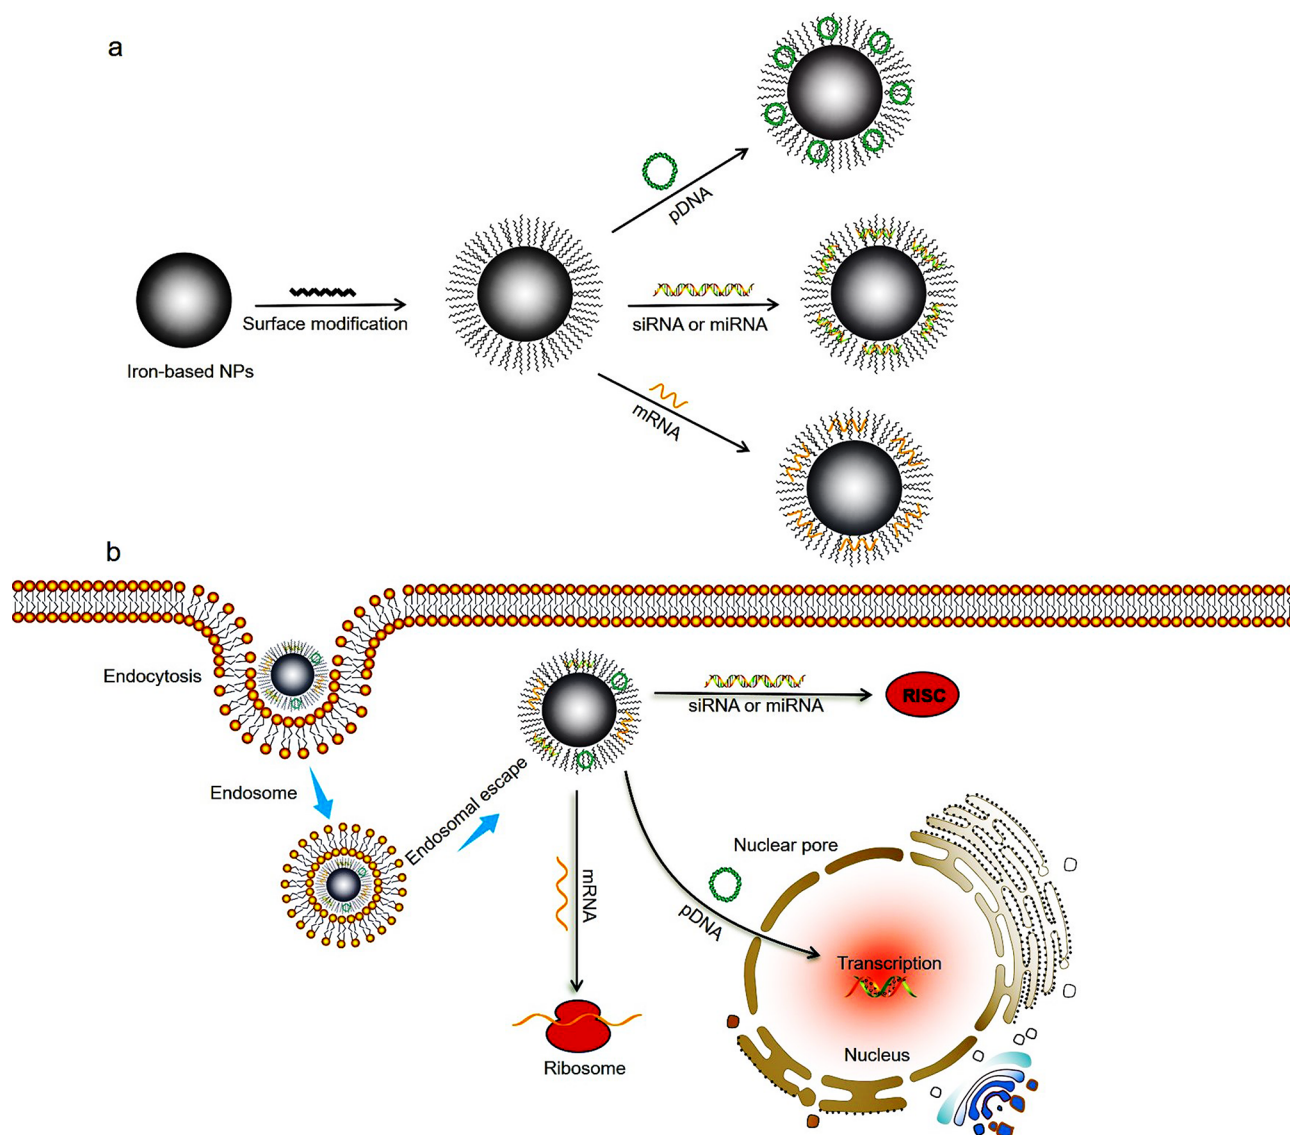 a
pDNA
Surface modification
siRNA or miRNA
Iron-based NPs
mRNA
b
Endocytosis
siRNA or miRNA
RISC
Endosome
Endosomal escape
Nuclear pore
mRNA
pDNA
Transcription
Nucleus
Ribosome